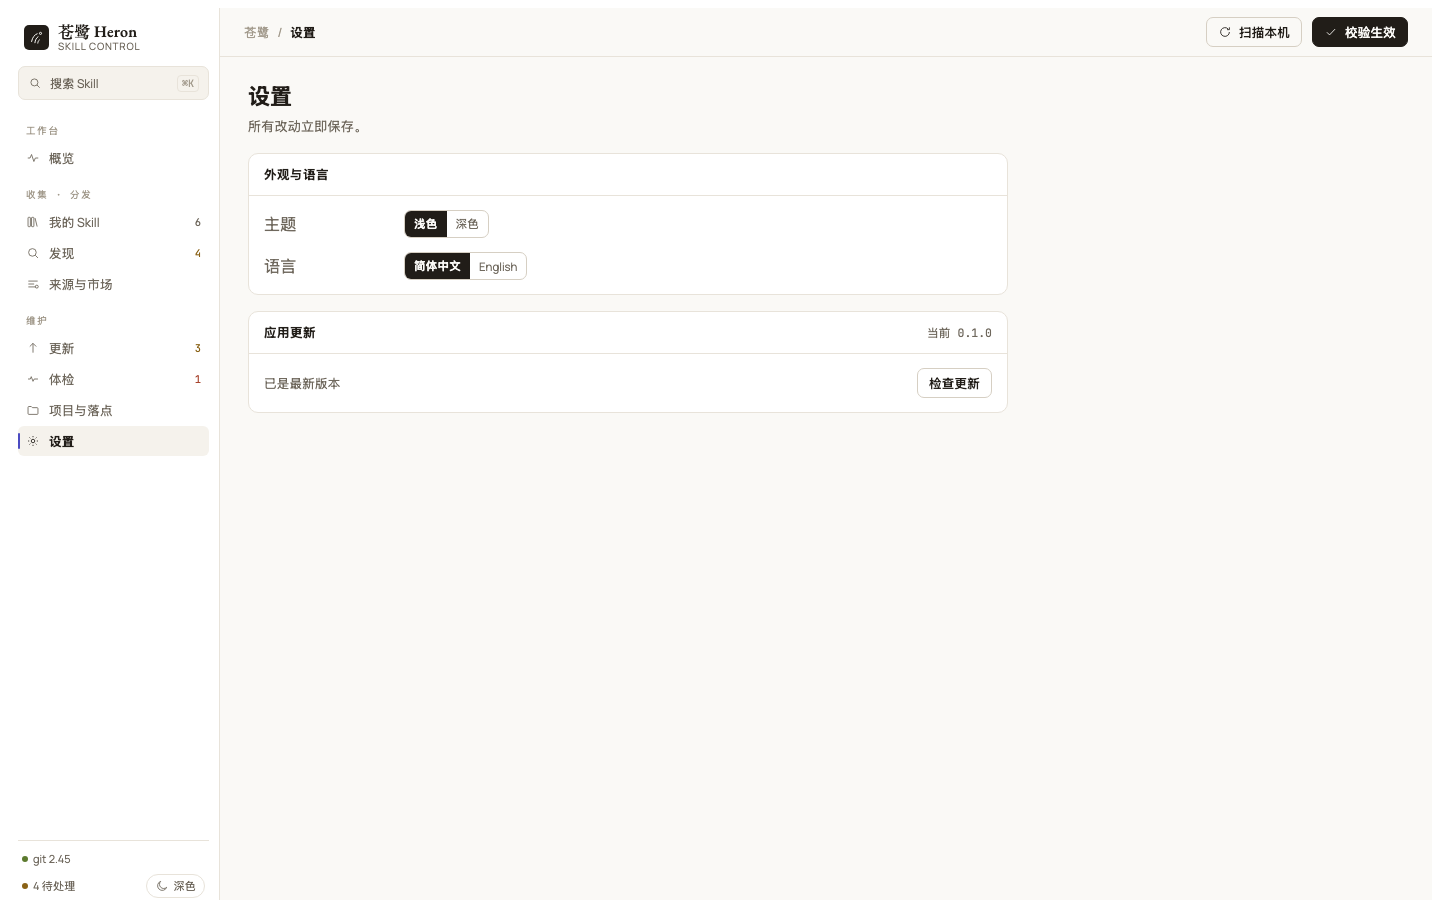 苍鹭 Heron
SKILL CONTROL
搜索 Skill ⌘K
工作台
概览
收集 · 分发
我的 Skill 6
发现 4
来源与市场
维护
更新 3
体检 1
项目与落点
设置
git 2.45
4 待处理
深色
苍鹭 / 设置
扫描本机
校验生效
设置
所有改动立即保存。
外观与语言
主题 浅色 深色
语言 简体中文 English
应用更新 当前 0.1.0
已是最新版本 检查更新